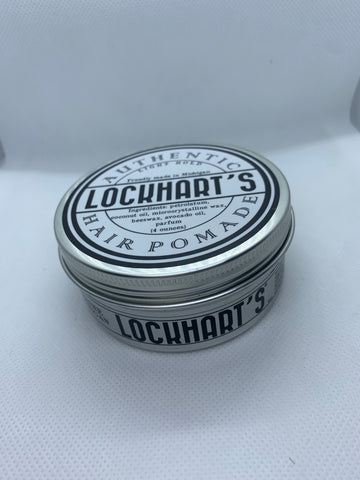 AUTHENTIC
LIGHT HOLD
Proudly made in Michigan
LOCKHART'S
Ingredients: petrolatum,
coconut oil, microcrystalline wax,
beeswax, avocado oil,
parfum
(4 ounces)
HAIR POMADE
LOCKHART'S